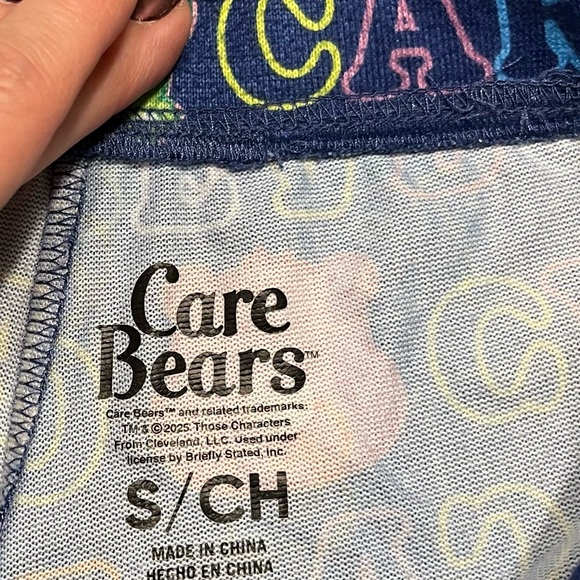 CAR
Care
Bears™
Care Bears™ and related trademarks
TM & ©2025 Those Characters
From Cleveland, LLC. Used under
license by Briefly Stated, Inc.
S/CH
MADE IN CHINA
HECHO EN CHINA